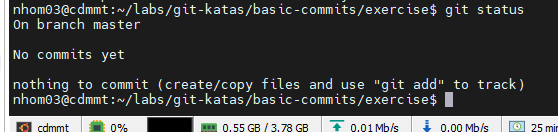 nhom03@cdmmt:~/labs/git-katas/basic-commits/exercise$ git status
On branch master
No commits yet
nothing to commit (create/copy files and use "git add" to track)
nhom03@cdmmt:~/labs/git-katas/basic-commits/exercise$
cdmmt 0% 0.55 GB / 3.78 GB 0.01 Mb/s 0.00 Mb/s 25 min